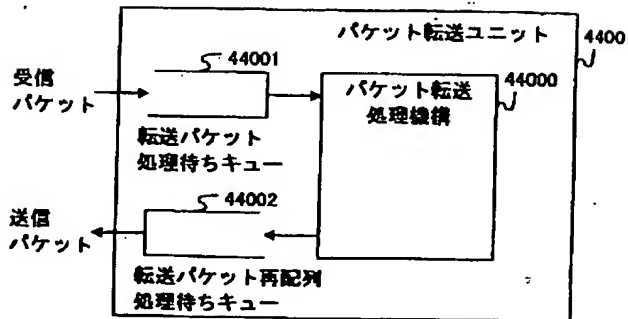 パケット転送ユニット
4400
44001
受信
パケット
パケット転送
処理機構
44000
転送パケット
処理待ちキュー
44002
送信
パケット
転送パケット再配列
処理待ちキュー